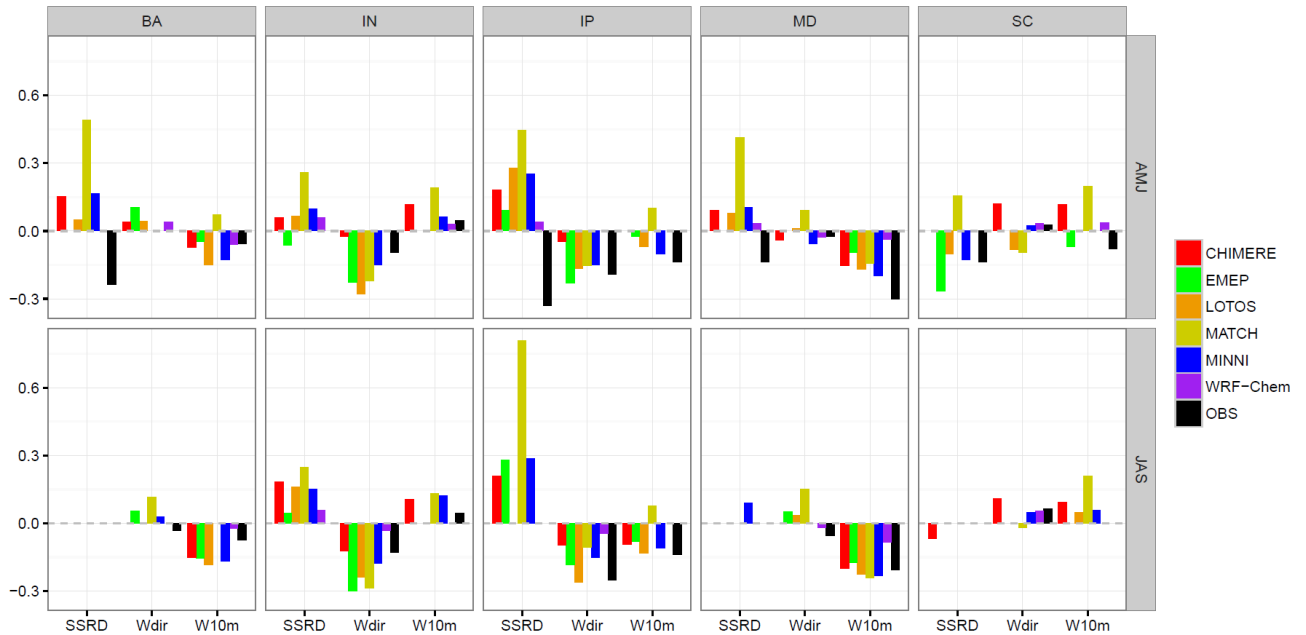 BA IN IP MD SC
0.6
0.3
0.0
−0.3
AMJ
0.6
0.3
0.0
−0.3
JAS
SSRD Wdir W10m SSRD Wdir W10m SSRD Wdir W10m SSRD Wdir W10m SSRD Wdir W10m
CHIMERE
EMEP
LOTOS
MATCH
MINNI
WRF−Chem
OBS